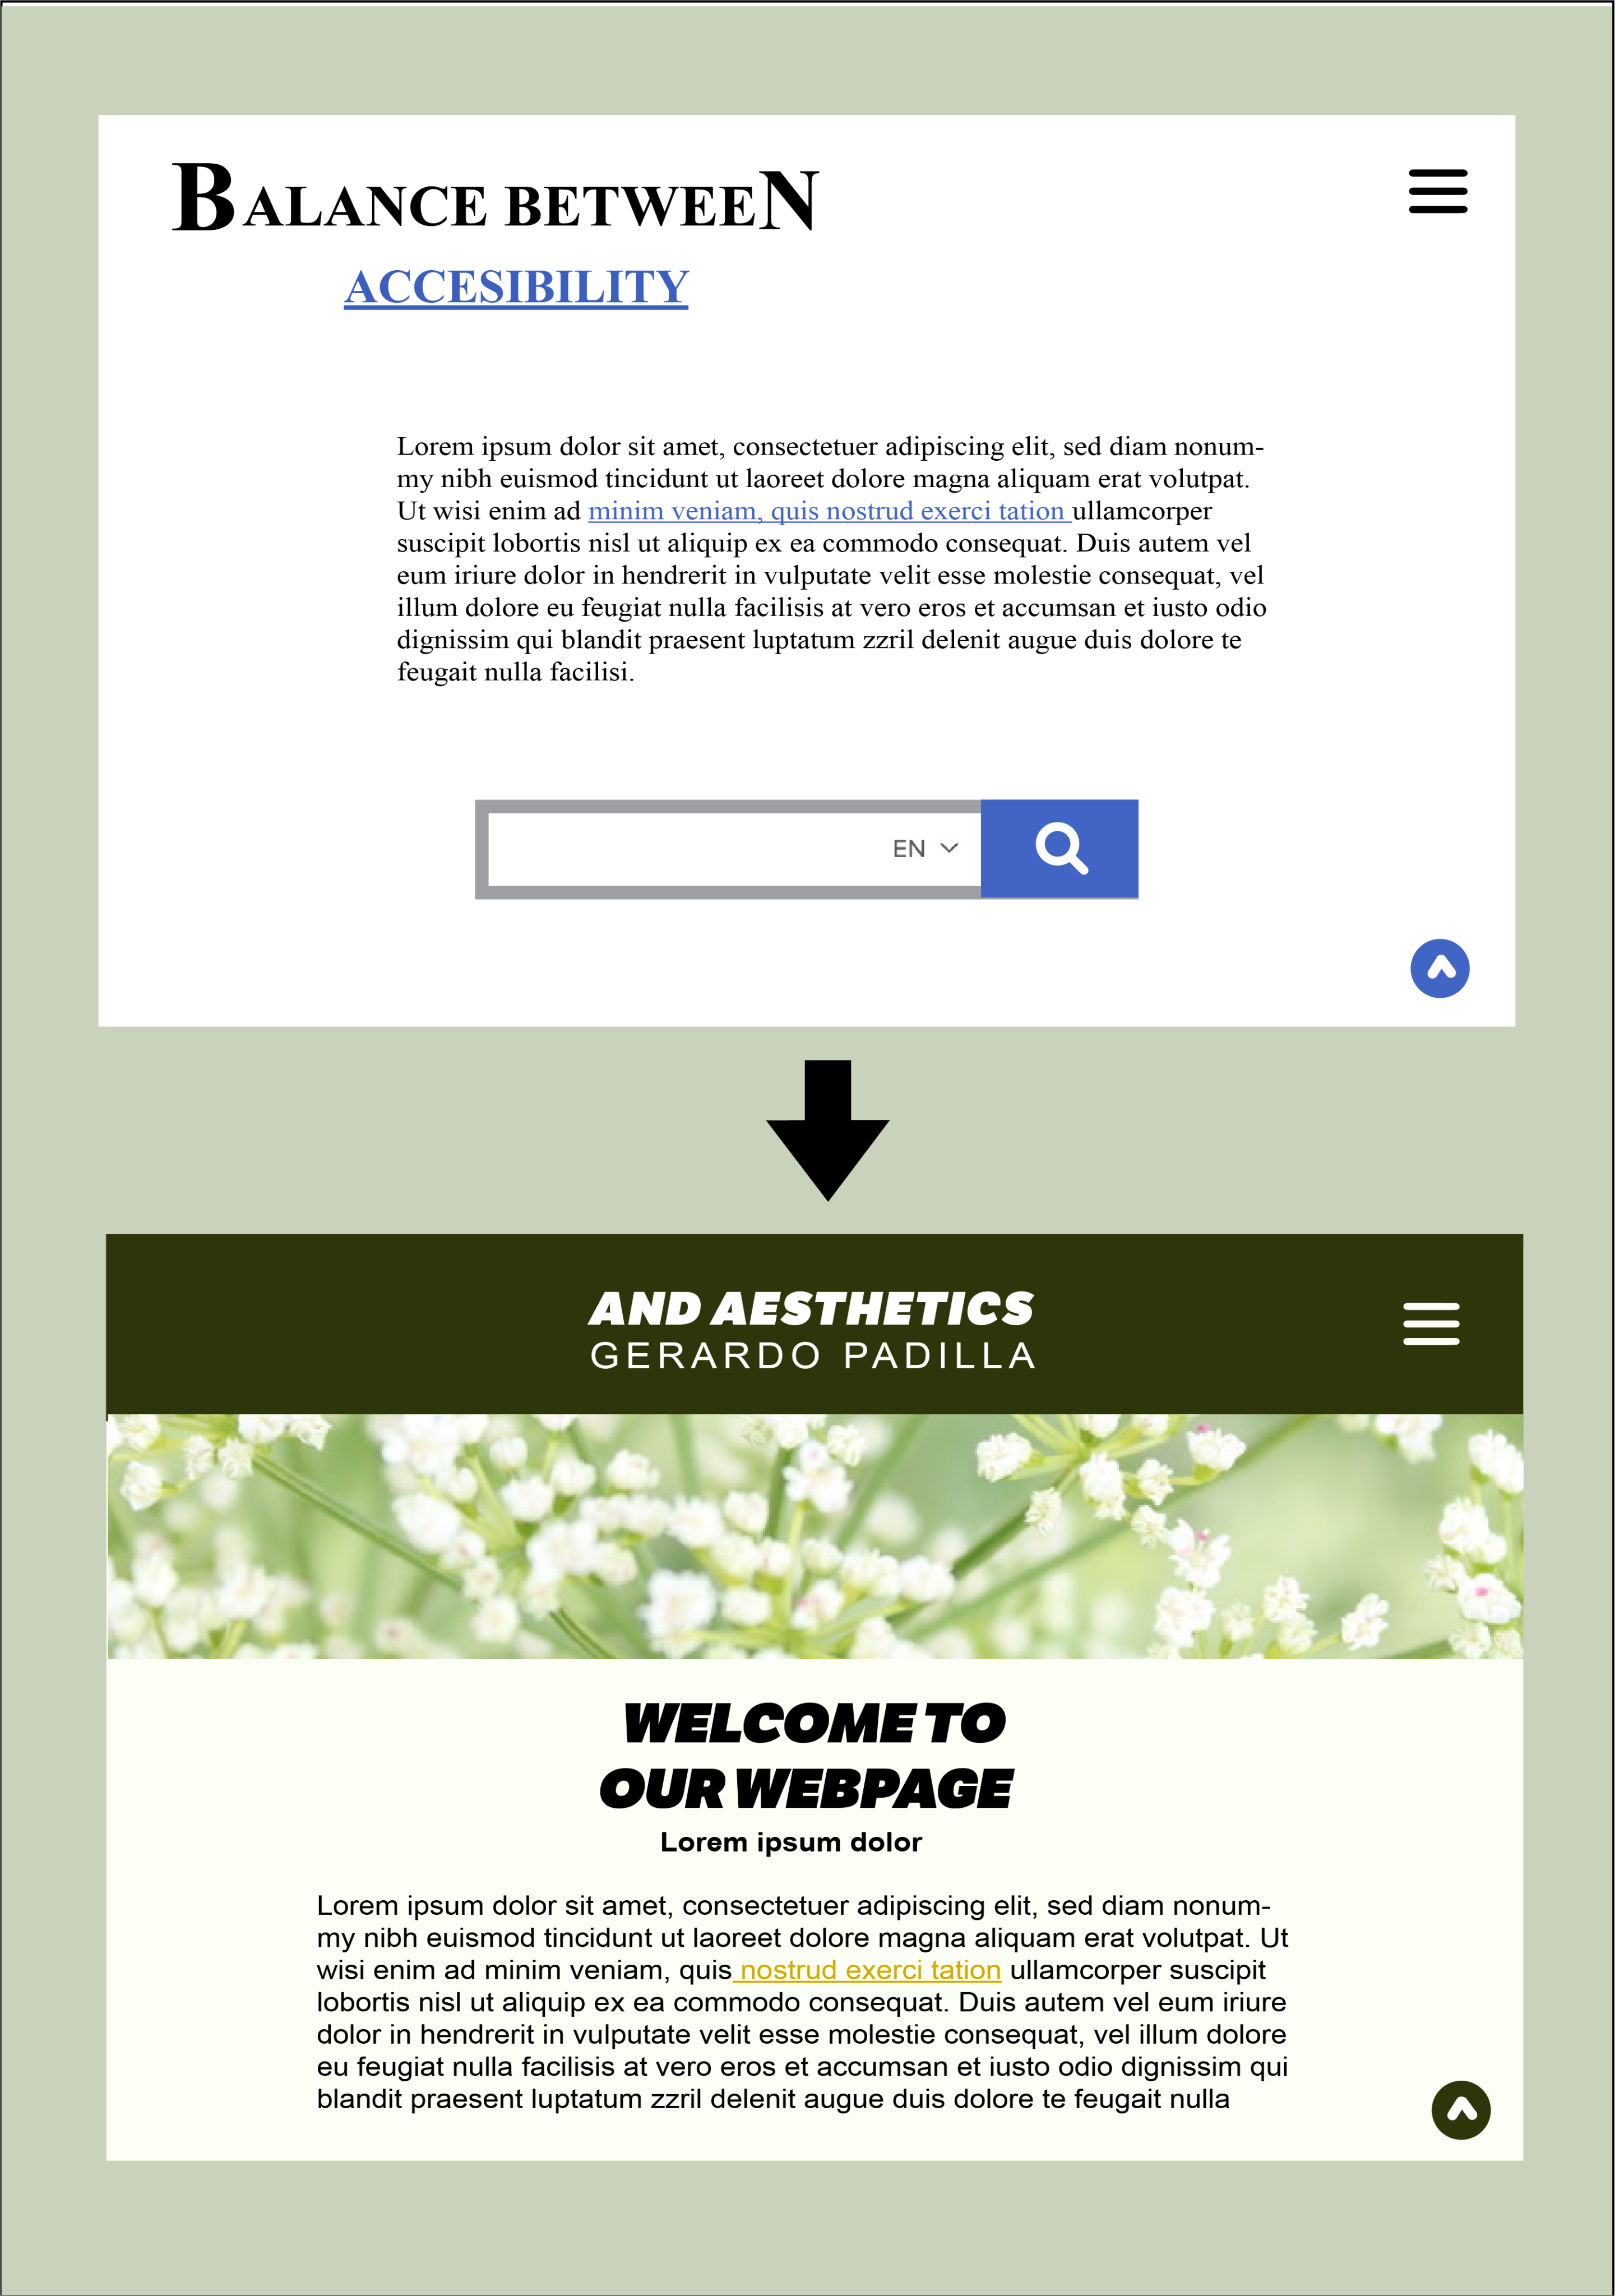 BALANCE BETWEEN
ACCESIBILITY
Lorem ipsum dolor sit amet, consectetuer adipiscing elit, sed diam nonum-
my nibh euismod tincidunt ut laoreet dolore magna aliquam erat volutpat.
Ut wisi enim ad minim veniam, quis nostrud exerci tation ullamcorper
suscipit lobortis nisl ut aliquip ex ea commodo consequat. Duis autem vel
eum iriure dolor in hendrerit in vulputate velit esse molestie consequat, vel
illum dolore eu feugiat nulla facilisis at vero eros et accumsan et iusto odio
dignissim qui blandit praesent luptatum zzril delenit augue duis dolore te
feugait nulla facilisi.
EN
AND AESTHETICS
GERARDO PADILLA
WELCOME TO
OUR WEBPAGE
Lorem ipsum dolor
Lorem ipsum dolor sit amet, consectetuer adipiscing elit, sed diam nonum-
my nibh euismod tincidunt ut laoreet dolore magna aliquam erat volutpat. Ut
wisi enim ad minim veniam, quis nostrud exerci tation ullamcorper suscipit
lobortis nisl ut aliquip ex ea commodo consequat. Duis autem vel eum iriure
dolor in hendrerit in vulputate velit esse molestie consequat, vel illum dolore
eu feugiat nulla facilisis at vero eros et accumsan et iusto odio dignissim qui
blandit praesent luptatum zzril delenit augue duis dolore te feugait nulla